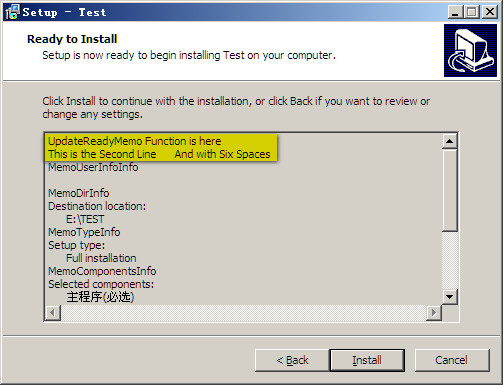 Setup - Test
Ready to Install
Setup is now ready to begin installing Test on your computer.
Click Install to continue with the installation, or click Back if you want to review or
change any settings.
UpdateReadyMemo Function is here
This is the Second Line      And with Six Spaces
MemoUserInfoInfo
MemoDirInfo
Destination location:
E:\TEST
MemoTypeInfo
Setup type:
Full installation
MemoComponentsInfo
Selected components:
主程序(必选)
< Back
Install
Cancel